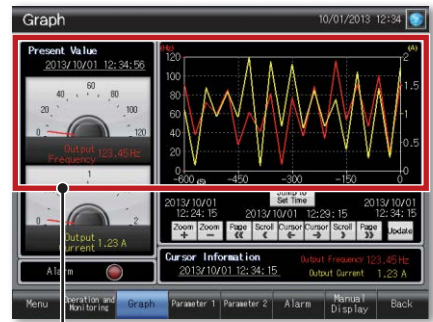 Graph
10/01/2013 12:34
Present Value
2013/10/01 12:34:56
0 20 40 60 80 100 120
Output Frequency 123.45Hz
0 1 2
Output Current 1.23 A
Alarm
(Hz) (A)
120 100 80 60 40 20 0
2 1.5 1 0.5 0
-600 (S) -450 -300 -150 0
Jump to Set Time
2013/10/01 12:24:15
2013/10/01 12:29:15
2013/10/01 12:34:15
Zoom +
Zoom −
Page «
Scroll ‹
Cursor ←
Cursor →
Scroll ›
Page »
Update
Cursor Information
2013/10/01 12:34:15
Output Frequency 123.45Hz
Output Current 1.23 A
Menu
Operation and Monitoring
Graph
Parameter 1
Parameter 2
Alarm
Manual Display
Back